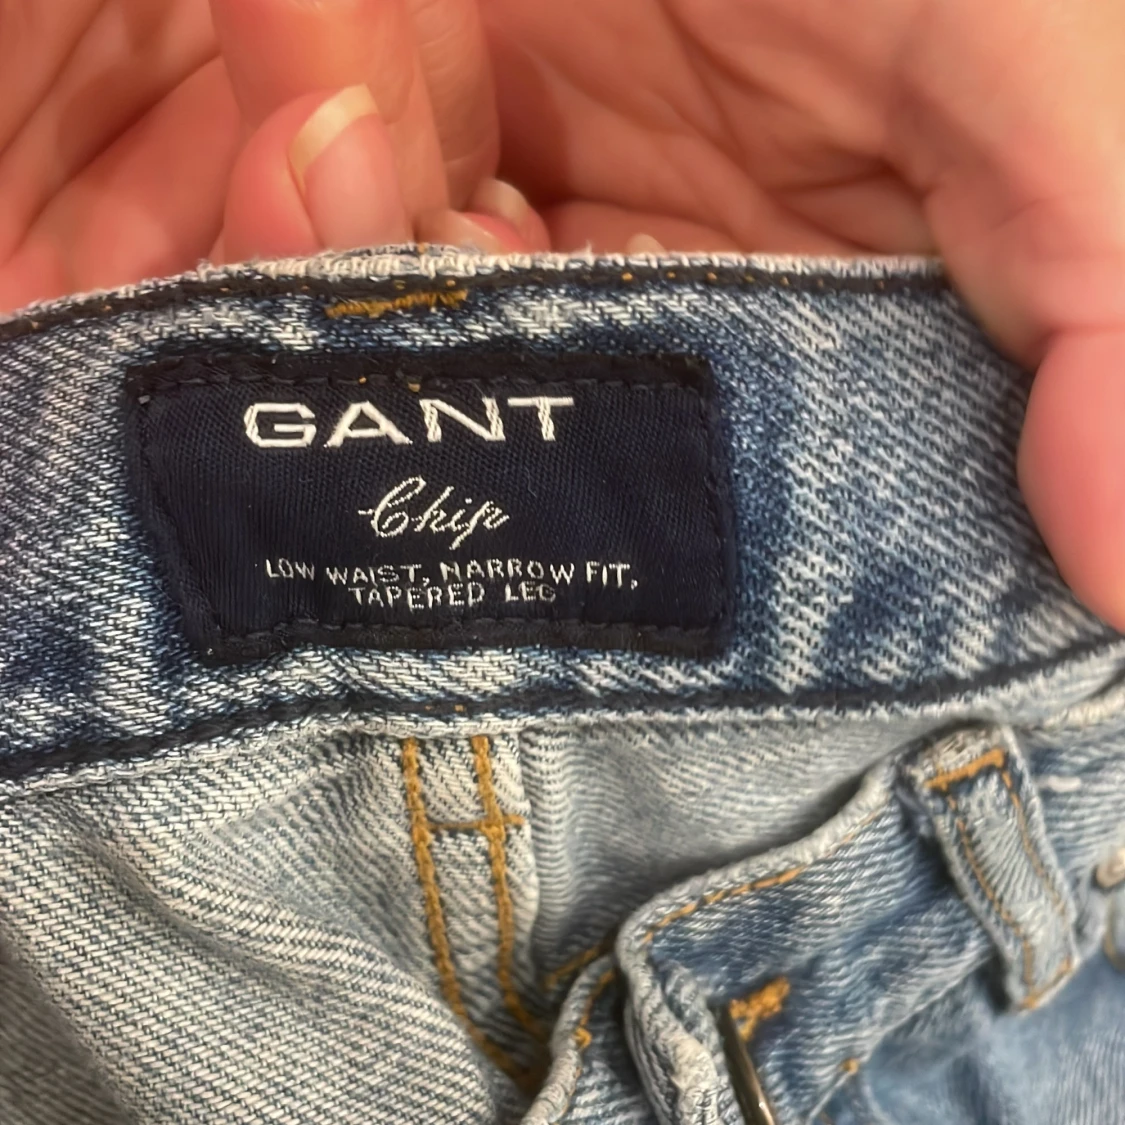 GANT
Chip
LOW WAIST, NARROW FIT,
TAPERED LEG